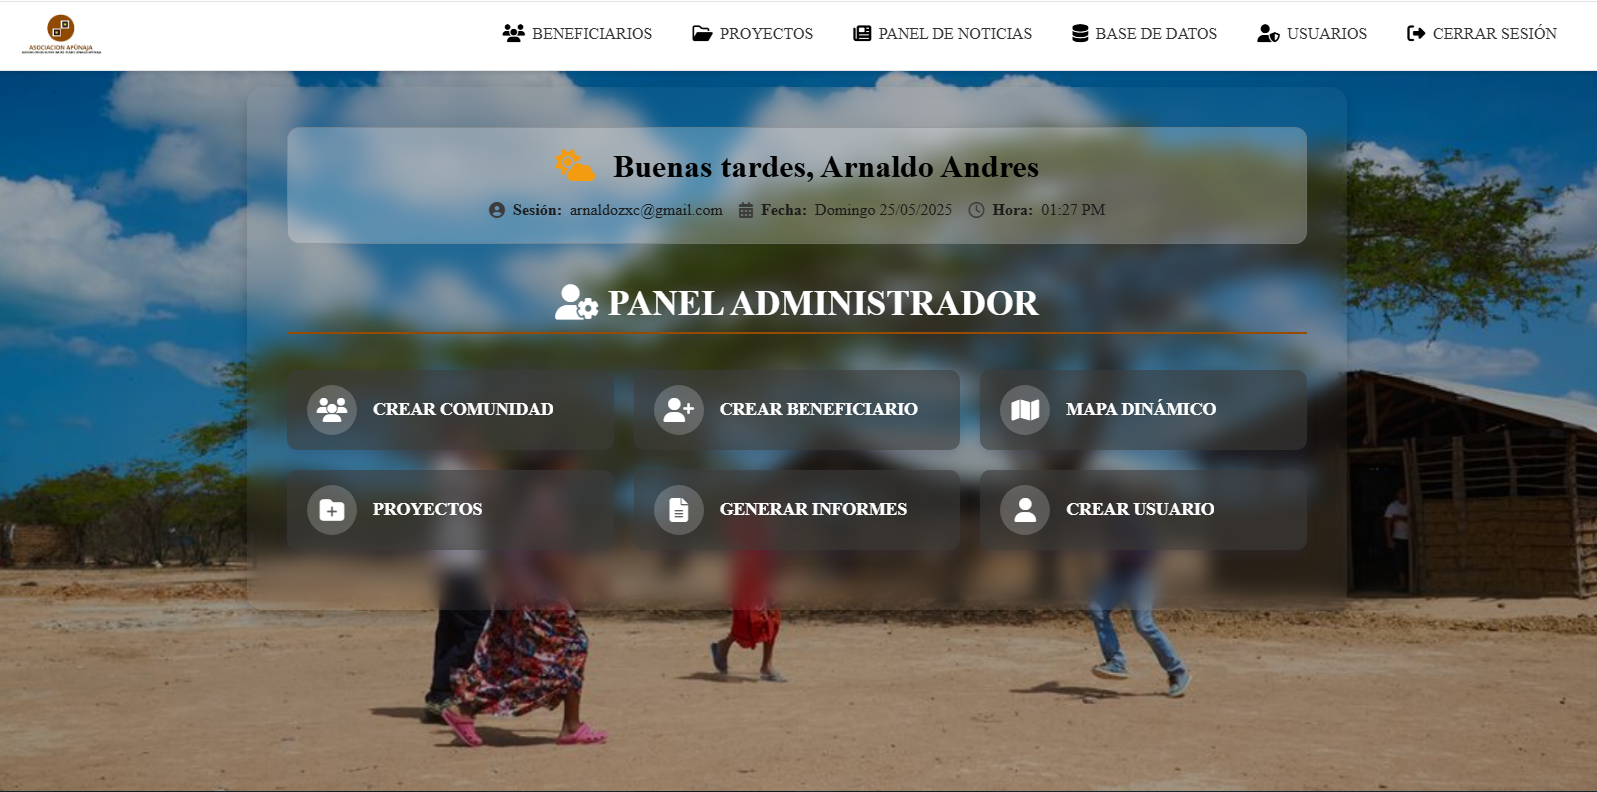 ASOCIACION APÜNAJA
BENEFICIARIOS
PROYECTOS
PANEL DE NOTICIAS
BASE DE DATOS
USUARIOS
CERRAR SESIÓN
Buenas tardes, Arnaldo Andres
Sesión: arnaldozxc@gmail.com Fecha: Domingo 25/05/2025 Hora: 01:27 PM
PANEL ADMINISTRADOR
CREAR COMUNIDAD
CREAR BENEFICIARIO
MAPA DINÁMICO
PROYECTOS
GENERAR INFORMES
CREAR USUARIO